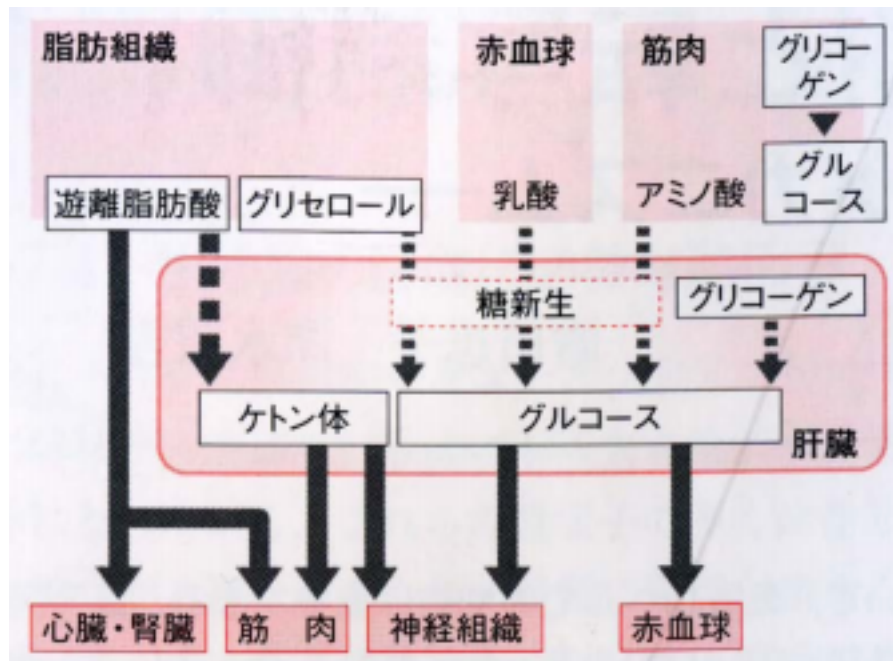 脂肪組織
赤血球
筋肉
グリコー
ゲン
グル
コース
遊離脂肪酸
グリセロール
乳酸
アミノ酸
糖新生
グリコーゲン
ケトン体
グルコース
肝臓
心臓・腎臓
筋 肉
神経組織
赤血球